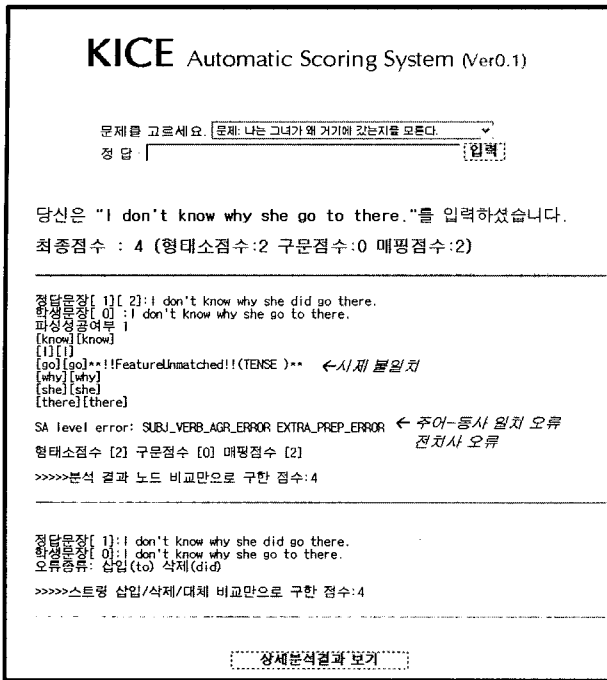 KICE Automatic Scoring System (Ver0.1)
문제를 고르세요. 문제: 나는 그녀가 왜 거기에 갔는지를 모른다.
정 답 : 입력
당신은 "I don't know why she go to there."를 입력하셨습니다.
최종점수 : 4 (형태소점수:2 구문점수:0 매핑점수:2)
정답문장[ 1][ 2]:I don't know why she did go there.
학생문장[ 0] :I don't know why she go to there.
파싱성공여부 1
[know][know]
[I][I]
[go][go]**!!FeatureUnmatched!!(TENSE )** ←시제 불일치
[why][why]
[she][she]
[there][there]
SA level error: SUBJ_VERB_AGR_ERROR EXTRA_PREP_ERROR ← 주어-동사 일치 오류
전치사 오류
형태소점수 [2] 구문점수 [0] 매핑점수 [2]
>>>>>분석 결과 노드 비교만으로 구한 점수:4
정답문장[ 1]:I don't know why she did go there.
학생문장[ 0]:I don't know why she go to there.
오류종류: 삽입(to) 삭제(did)
>>>>>스트링 삽입/삭제/대체 비교만으로 구한 점수:4
상세분석결과 보기